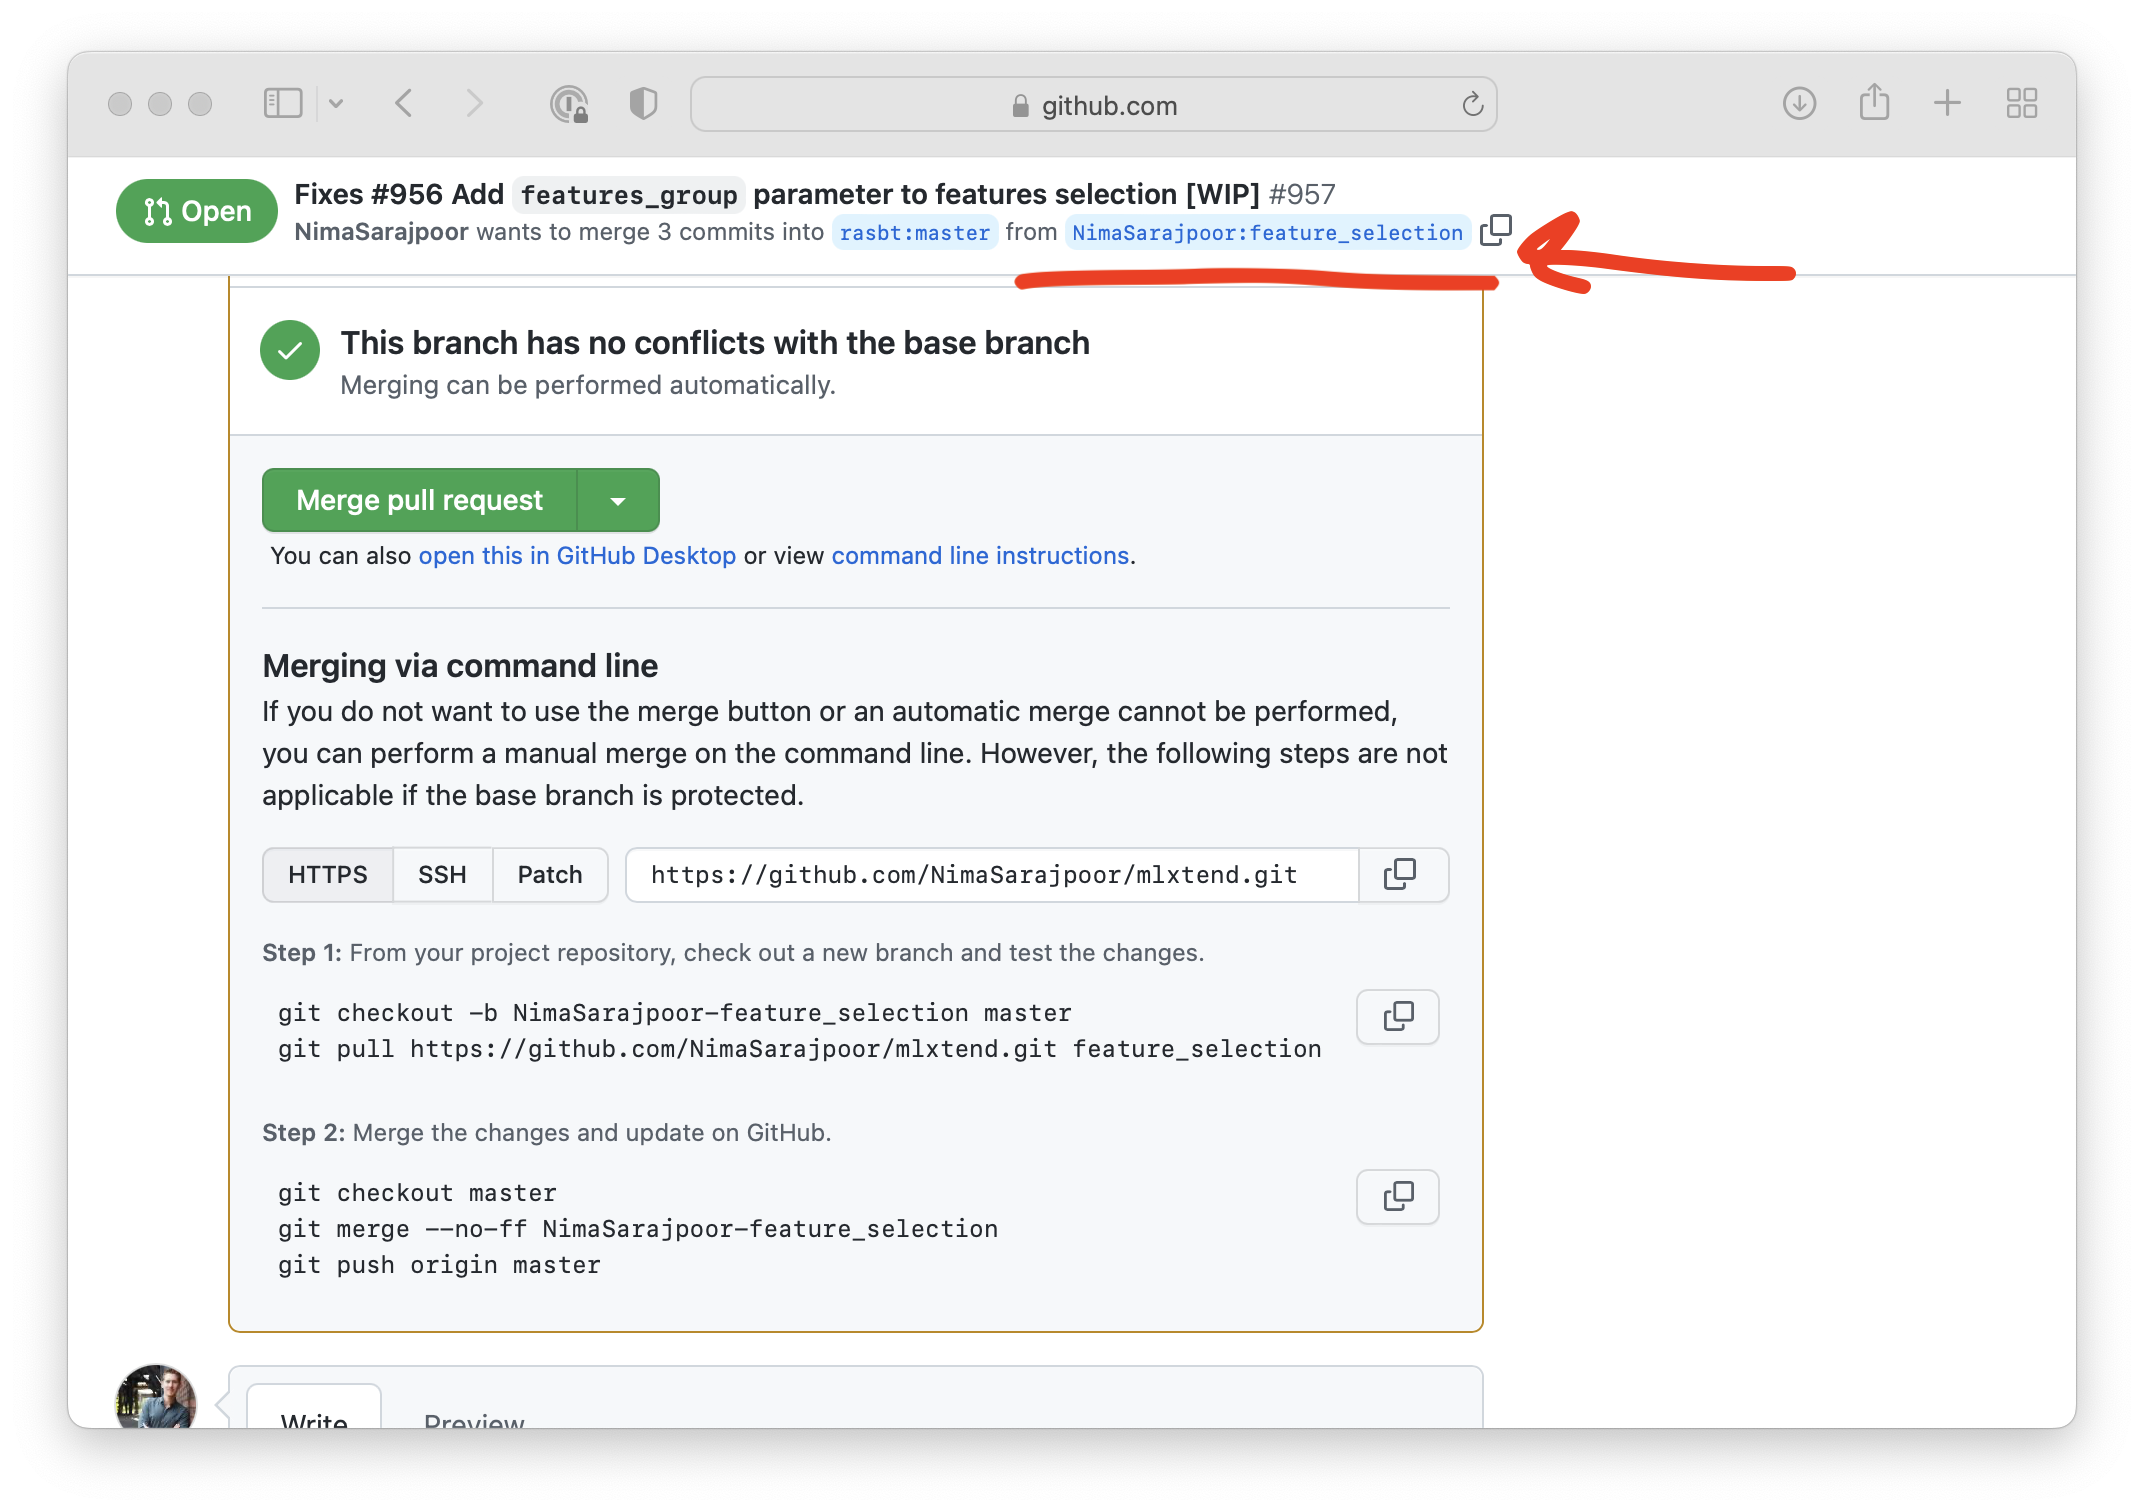 github.com
Open
Fixes #956 Add features_group parameter to features selection [WIP] #957
NimaSarajpoor wants to merge 3 commits into rasbt:master from NimaSarajpoor:feature_selection
This branch has no conflicts with the base branch
Merging can be performed automatically.
Merge pull request
You can also open this in GitHub Desktop or view command line instructions.
Merging via command line
If you do not want to use the merge button or an automatic merge cannot be performed,
you can perform a manual merge on the command line. However, the following steps are not
applicable if the base branch is protected.
HTTPS SSH Patch https://github.com/NimaSarajpoor/mlxtend.git
Step 1: From your project repository, check out a new branch and test the changes.
git checkout -b NimaSarajpoor-feature_selection master
git pull https://github.com/NimaSarajpoor/mlxtend.git feature_selection
Step 2: Merge the changes and update on GitHub.
git checkout master
git merge --no-ff NimaSarajpoor-feature_selection
git push origin master
Write Preview